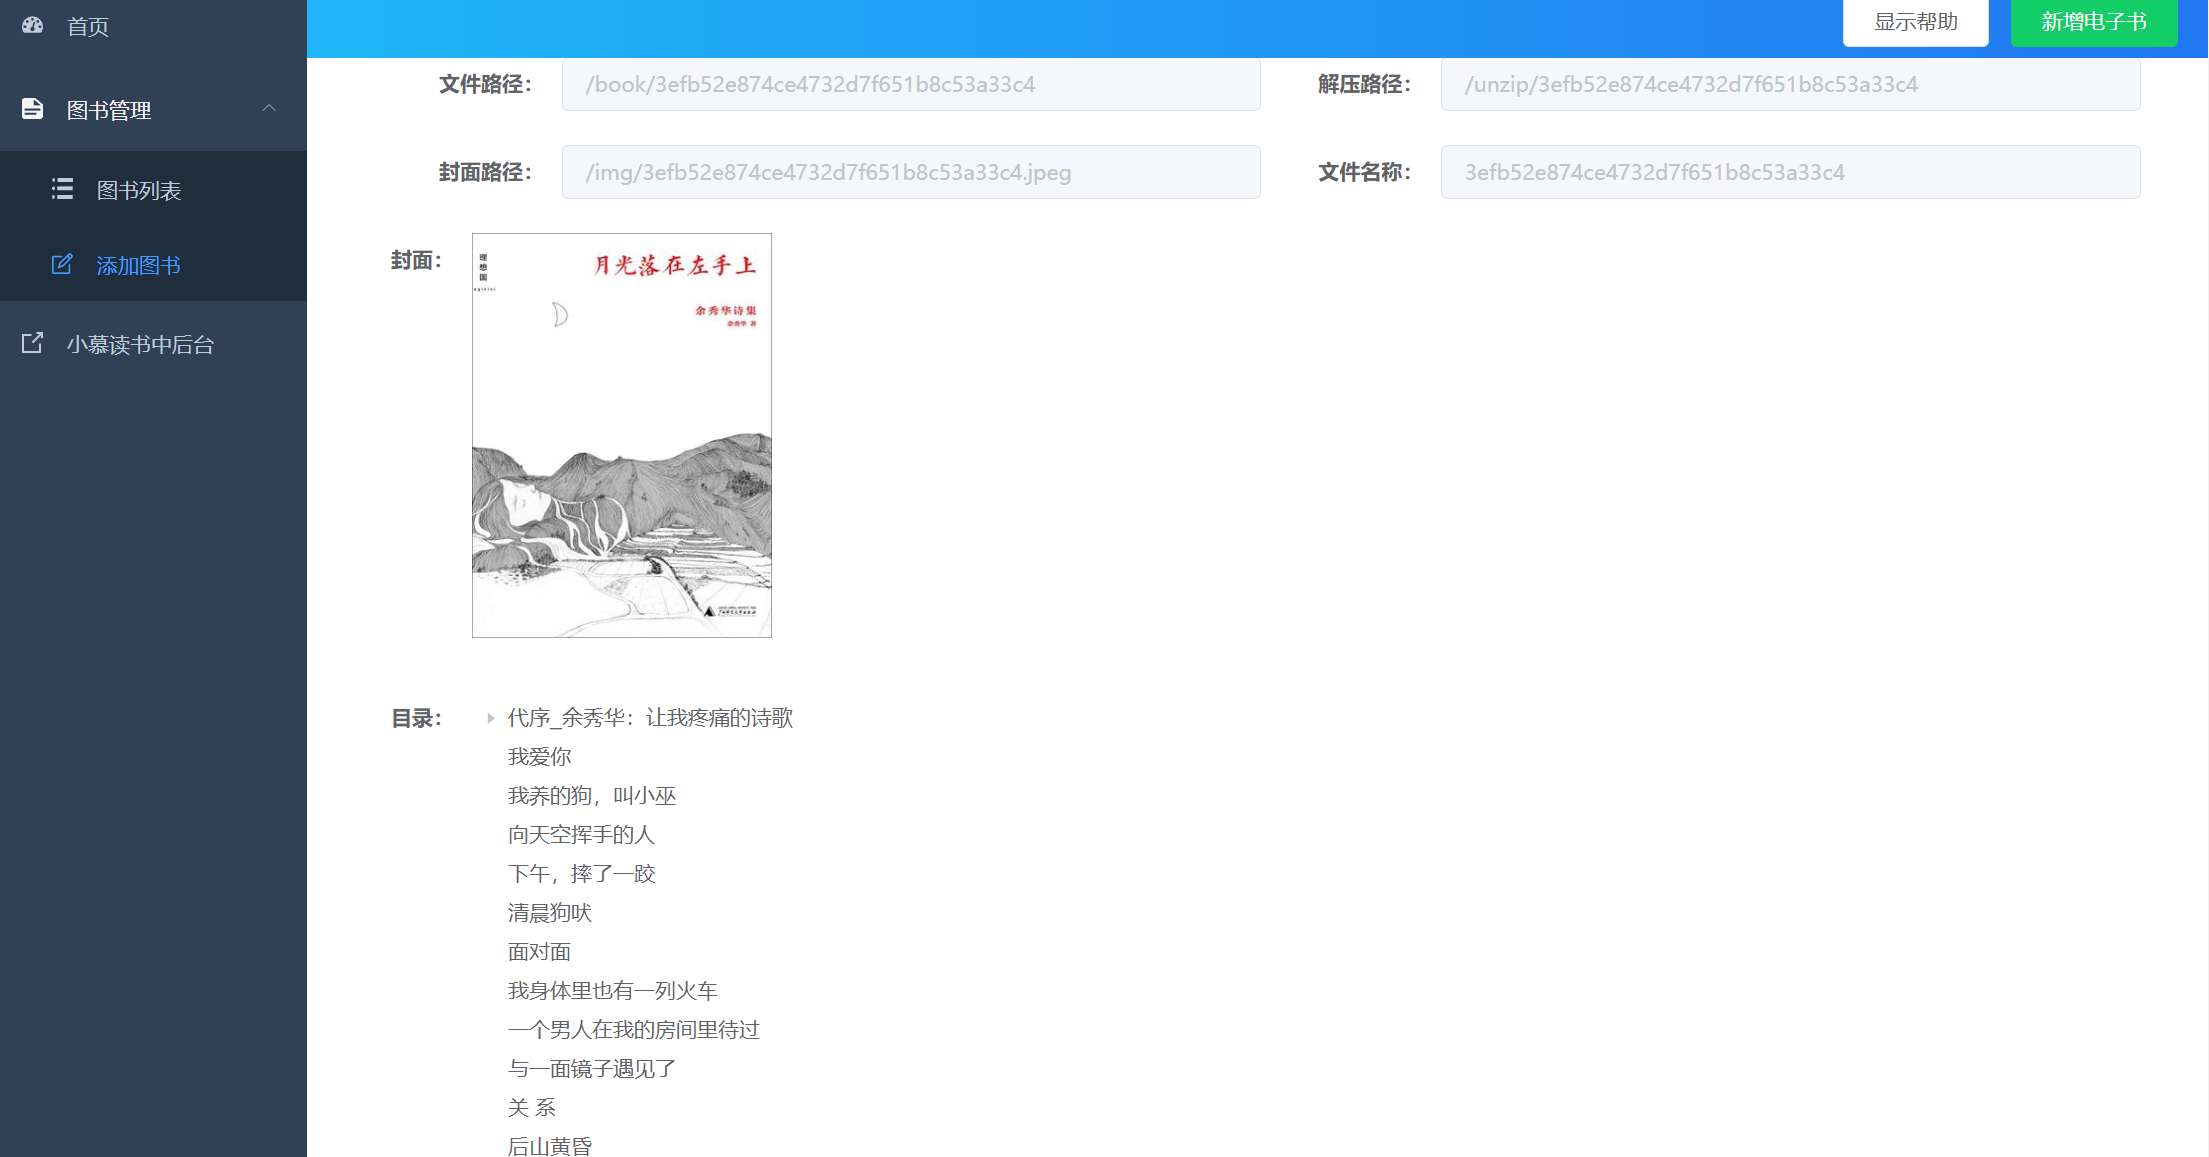 首页
图书管理
图书列表
添加图书
小慕读书中后台
显示帮助
新增电子书
文件路径：
/book/3efb52e874ce4732d7f651b8c53a33c4
解压路径：
/unzip/3efb52e874ce4732d7f651b8c53a33c4
封面路径：
/img/3efb52e874ce4732d7f651b8c53a33c4.jpeg
文件名称：
3efb52e874ce4732d7f651b8c53a33c4
封面：
理想国
月光落在左手上
余秀华诗集
余秀华 著
目录：
代序_余秀华：让我疼痛的诗歌
我爱你
我养的狗，叫小巫
向天空挥手的人
下午，摔了一跤
清晨狗吠
面对面
我身体里也有一列火车
一个男人在我的房间里待过
与一面镜子遇见了
关 系
后山黄昏